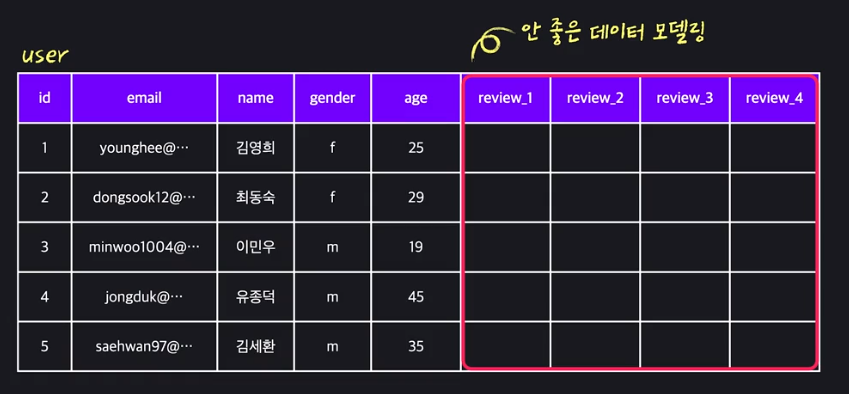 안 좋은 데이터 모델링
user
id email name gender age review_1 review_2 review_3 review_4
1 younghee@… 김영희 f 25
2 dongsook12@… 최동숙 f 29
3 minwoo1004@… 이민우 m 19
4 jongduk@… 유종덕 m 45
5 saehwan97@… 김세환 m 35